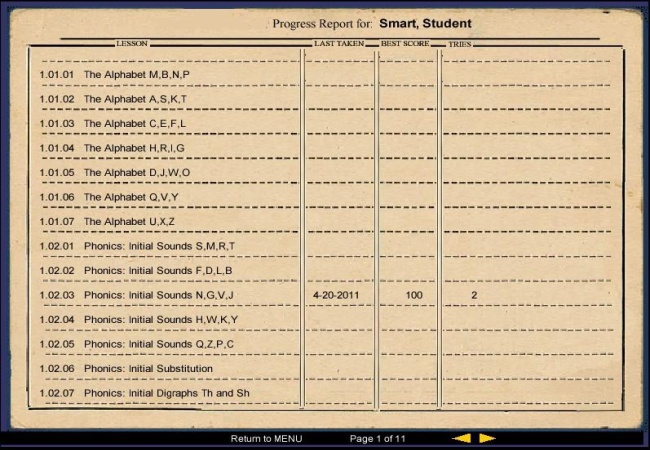 Progress Report for: Smart, Student
LESSON LAST TAKEN BEST SCORE TRIES
1.01.01 The Alphabet M,B,N,P
1.01.02 The Alphabet A,S,K,T
1.01.03 The Alphabet C,E,F,L
1.01.04 The Alphabet H,R,I,G
1.01.05 The Alphabet D,J,W,O
1.01.06 The Alphabet Q,V,Y
1.01.07 The Alphabet U,X,Z
1.02.01 Phonics: Initial Sounds S,M,R,T
1.02.02 Phonics: Initial Sounds F,D,L,B
1.02.03 Phonics: Initial Sounds N,G,V,J 4-20-2011 100 2
1.02.04 Phonics: Initial Sounds H,W,K,Y
1.02.05 Phonics: Initial Sounds Q,Z,P,C
1.02.06 Phonics: Initial Substitution
1.02.07 Phonics: Initial Digraphs Th and Sh
Return to MENU Page 1 of 11